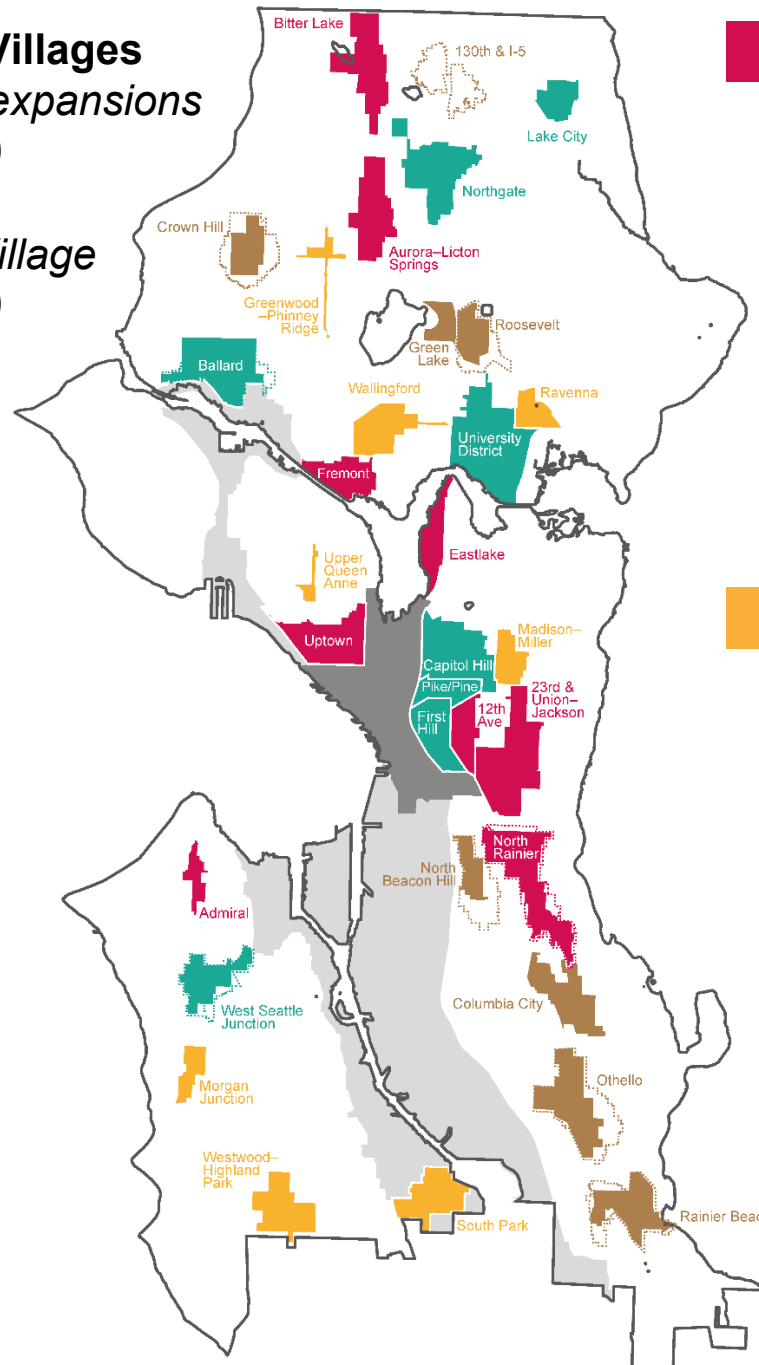 Villages
expansions
)
illage
)
Bitter Lake
130th & I-5
Lake City
Northgate
Crown Hill
Aurora–Licton
Springs
Greenwood
–Phinney
Ridge
Roosevelt
Green
Lake
Ballard
Wallingford
Ravenna
University
District
Fremont
Eastlake
Upper
Queen
Anne
Uptown
Madison–
Miller
Capitol Hill
Pike/Pine
23rd &
Union–
Jackson
12th
Ave
First
Hill
North
Rainier
North
Beacon Hill
Admiral
Columbia City
West Seattle
Junction
Othello
Morgan
Junction
Westwood–
Highland
Park
South Park
Rainier Beac